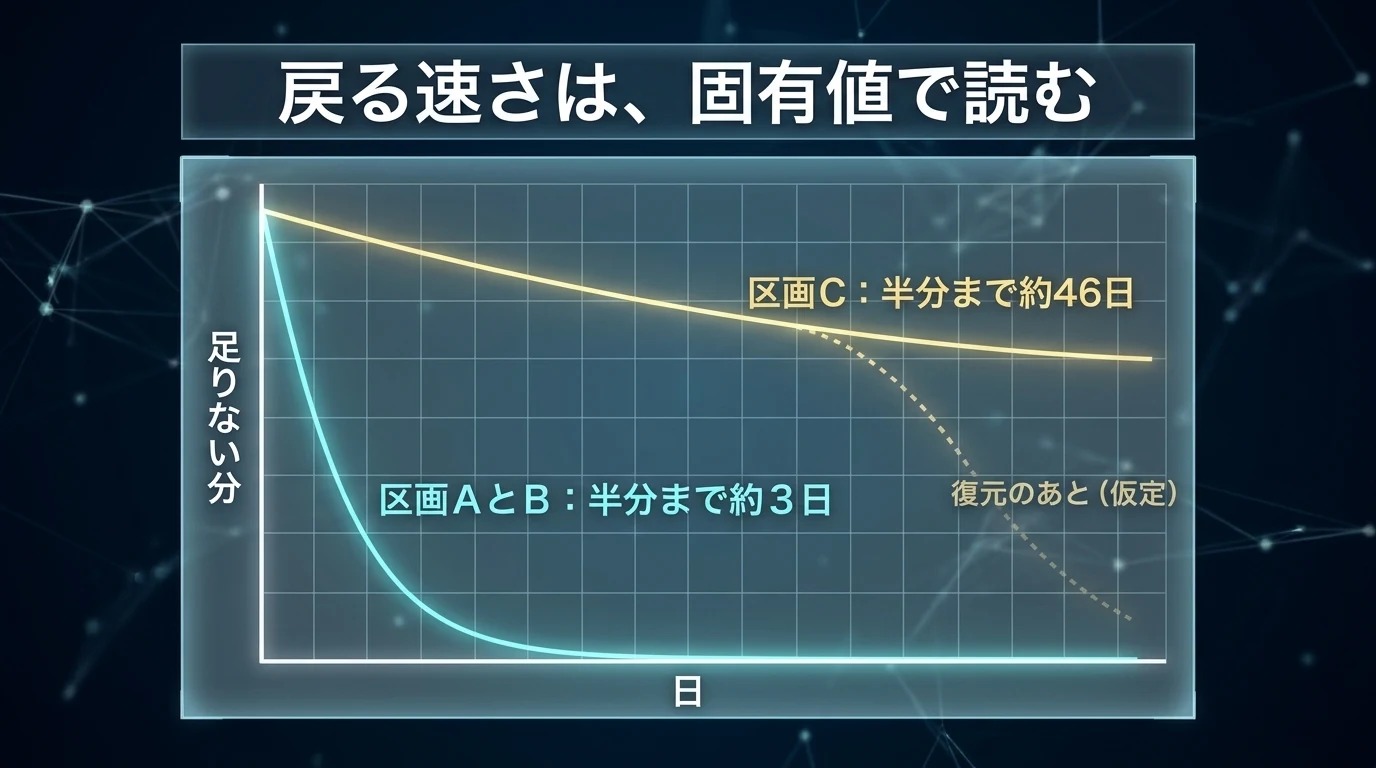 戻る速さは、固有値で読む
足りない分
区画C：半分まで約46日
区画AとB：半分まで約3日
復元のあと（仮定）
日